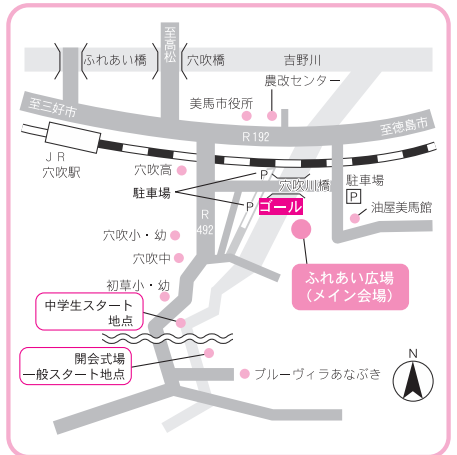 至高松
ふれあい橋
穴吹橋
吉野川
農改センター
美馬市役所
至三好市
R192
至徳島市
JR
穴吹駅
穴吹高
P
穴吹川橋
駐車場
P
駐車場
P
ゴール
油屋美馬館
R
492
穴吹小・幼
穴吹中
ふれあい広場
(メイン会場)
初草小・幼
中学生スタート
地点
開会式場
一般スタート地点
ブルーヴィラあなぶき
N